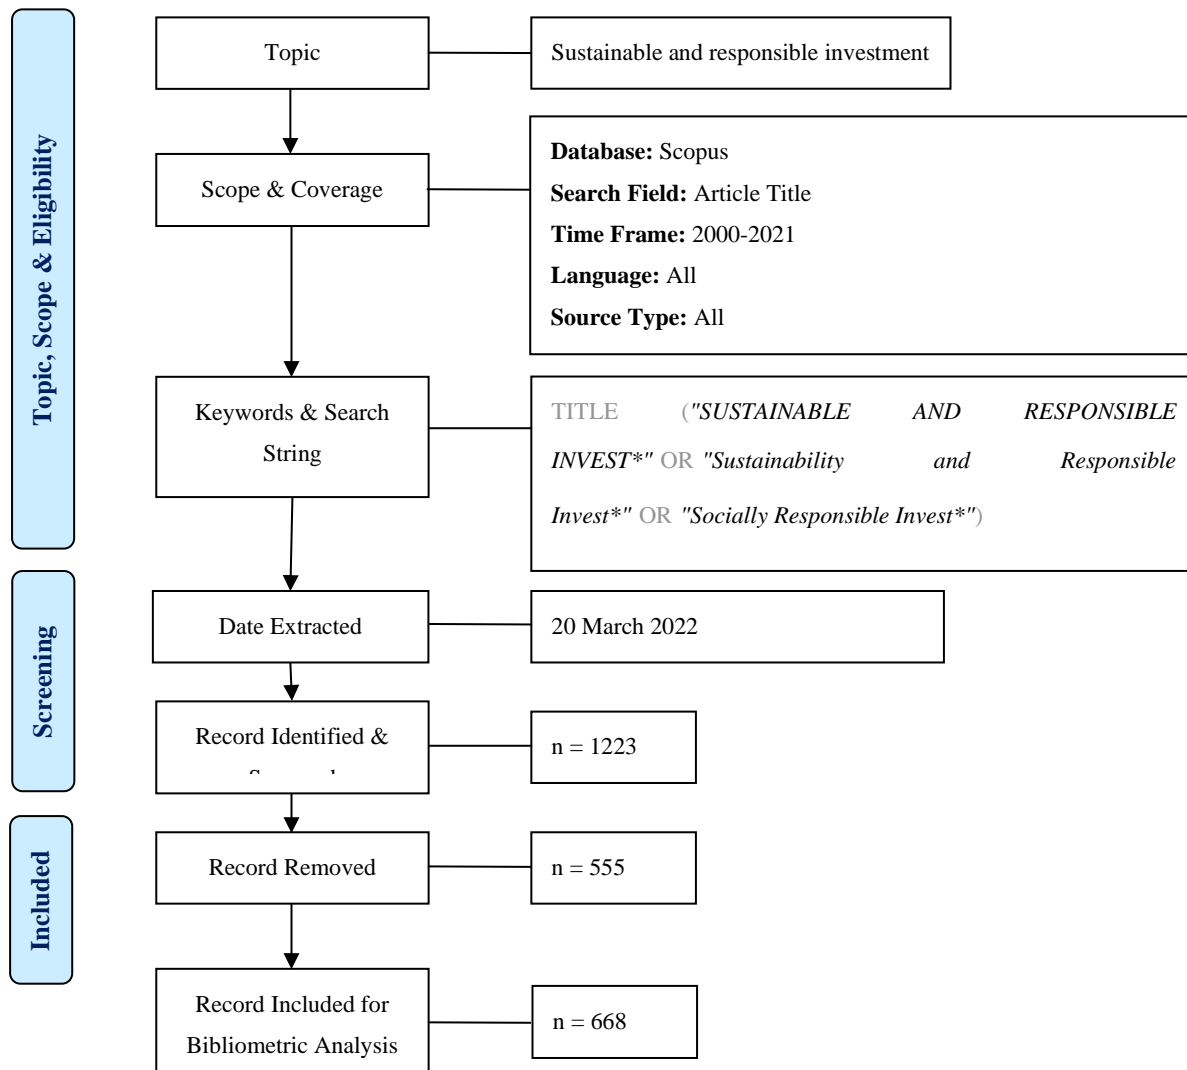 Topic, Scope & Eligibility
Topic
Sustainable and responsible investment
Scope & Coverage
Database: Scopus
Search Field: Article Title
Time Frame: 2000-2021
Language: All
Source Type: All
Keywords & Search
String
TITLE ("SUSTAINABLE AND RESPONSIBLE
INVEST*" OR "Sustainability and Responsible
Invest*" OR "Socially Responsible Invest*")
Screening
Date Extracted
20 March 2022
Record Identified &
n = 1223
Included
Record Removed
n = 555
Record Included for
Bibliometric Analysis
n = 668